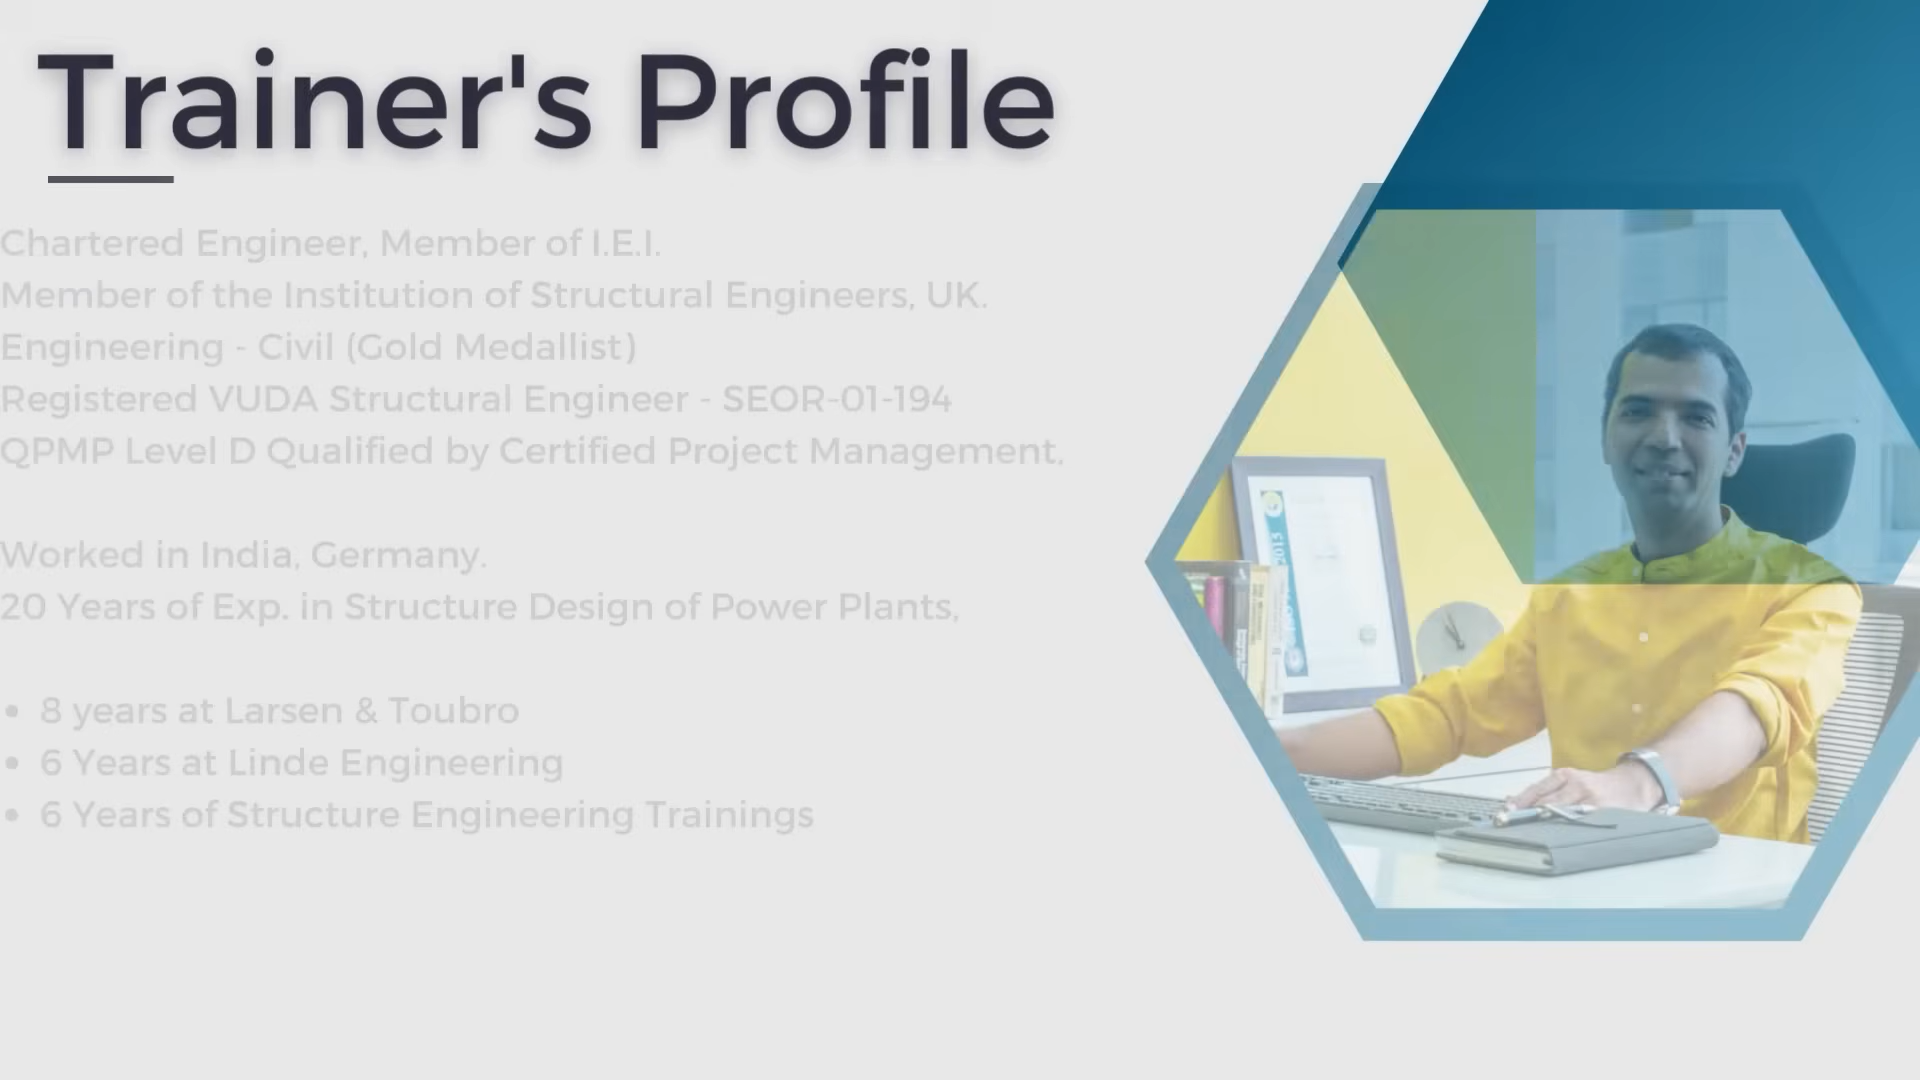 Trainer's Profile
Chartered Engineer, Member of I.E.I.
Member of the Institution of Structural Engineers, UK.
Engineering - Civil (Gold Medallist)
Registered VUDA Structural Engineer - SEOR-01-194
QPMP Level D Qualified by Certified Project Management.
Worked in India, Germany.
20 Years of Exp. in Structure Design of Power Plants,
• 8 years at Larsen & Toubro
• 6 Years at Linde Engineering
• 6 Years of Structure Engineering Trainings